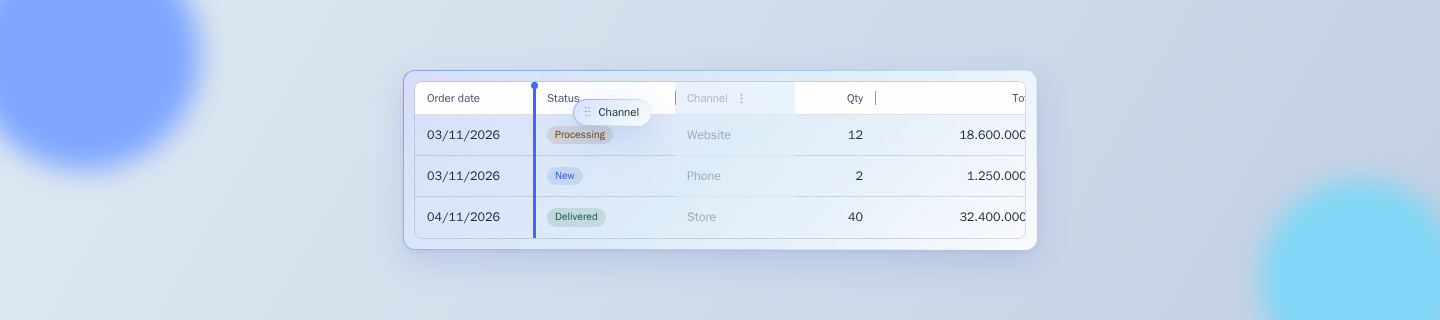 Order date Status Channel Qty
Channel
03/11/2026 Processing Website 12 18.600.000
03/11/2026 New Phone 2 1.250.000
04/11/2026 Delivered Store 40 32.400.000